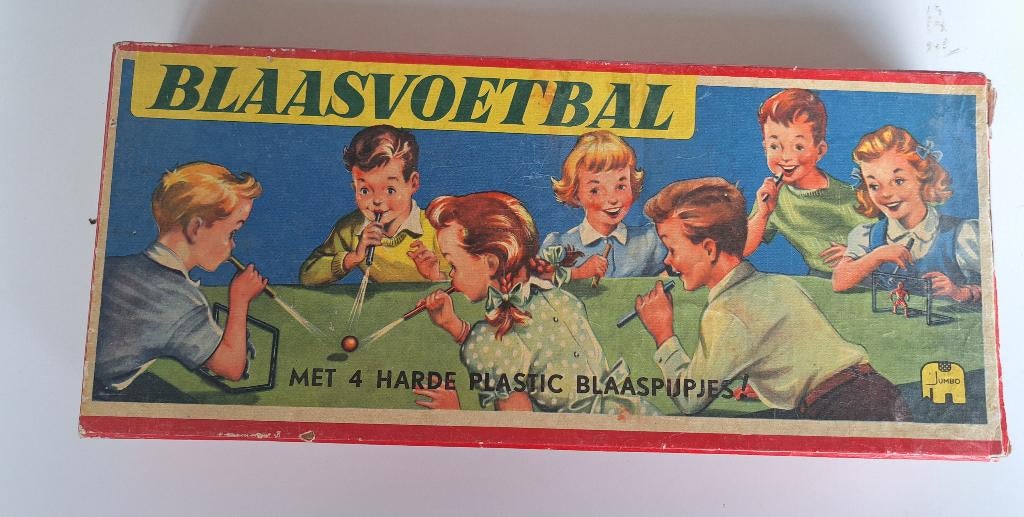 BLAASVOETBAL
MET 4 HARDE PLASTIC BLAASPIJPJES!
JUMBO